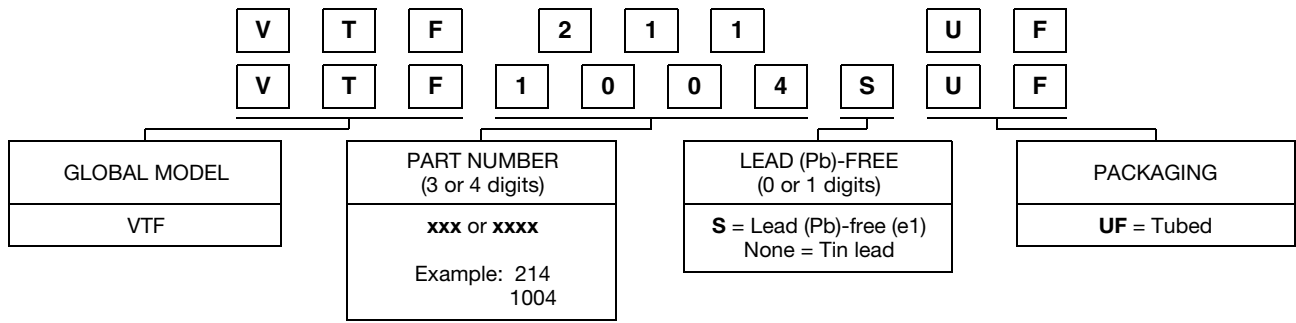 V T F 2 1 1 U F
V T F 1 0 0 4 S U F
GLOBAL MODEL
VTF
PART NUMBER
(3 or 4 digits)
xxx or xxxx
Example: 214
1004
LEAD (Pb)-FREE
(0 or 1 digits)
S = Lead (Pb)-free (e1)
None = Tin lead
PACKAGING
UF = Tubed